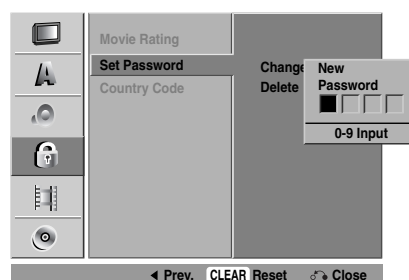 Movie Rating
Set Password
Country Code
Change
Delete
New
Password
0-9 Input
◀ Prev. CLEAR Reset Close